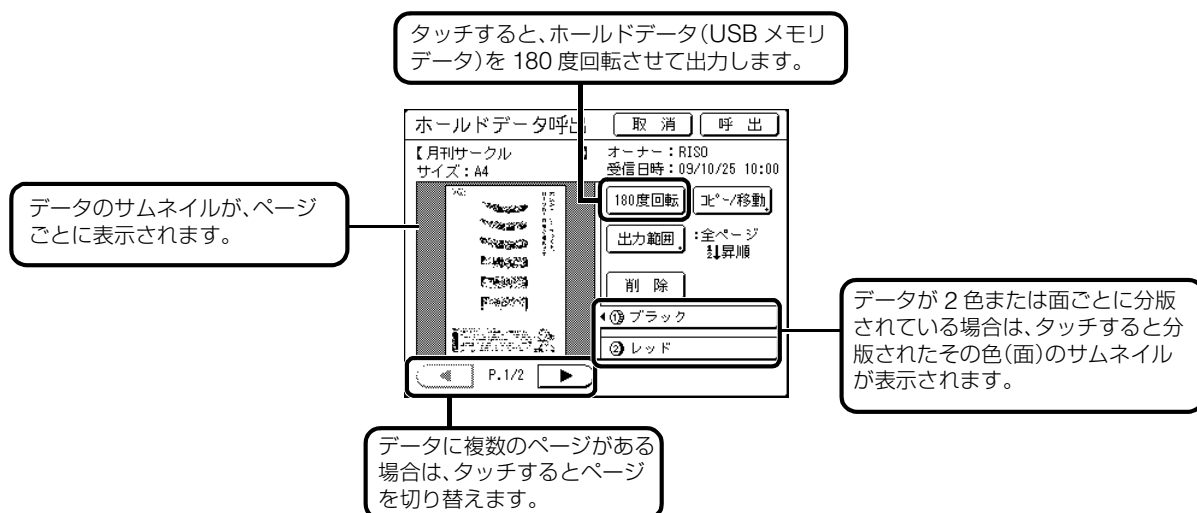 タッチすると、ホールドデータ(USB メモリ
データ)を 180 度回転させて出力します。
ホールドデータ呼出
取 消
呼 出
【月刊サークル 】
サイズ：A4
オーナー：RISO
受信日時：09/10/25 10:00
180度回転
コピー/移動
出力範囲
：全ページ
昇順
削 除
① ブラック
② レッド
P.1/2
データのサムネイルが、ページ
ごとに表示されます。
データが 2 色または面ごとに分版
されている場合は、タッチすると分
版されたその色(面)のサムネイル
が表示されます。
データに複数のページがある
場合は、タッチするとページ
を切り替えます。